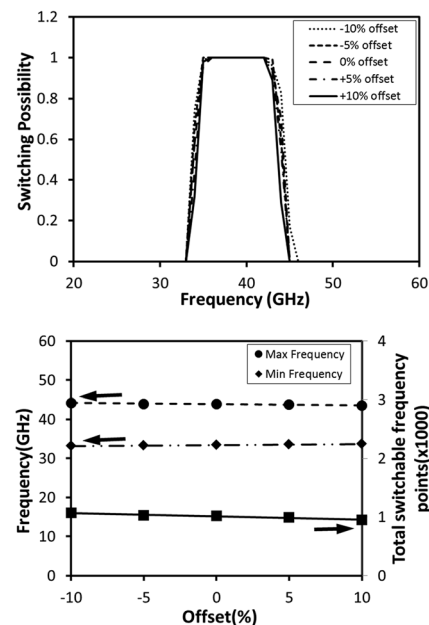 Switching Possibility
1.2
1
0.8
0.6
0.4
0.2
0
20
30
40
50
60
Frequency (GHz)
-10% offset
-5% offset
0% offset
+5% offset
+10% offset
Frequency(GHz)
60
50
40
30
20
10
0
-10
-5
0
5
10
Offset(%)
Max Frequency
Min Frequency
4
3
2
1
0
Total switchable frequency
points(x1000)